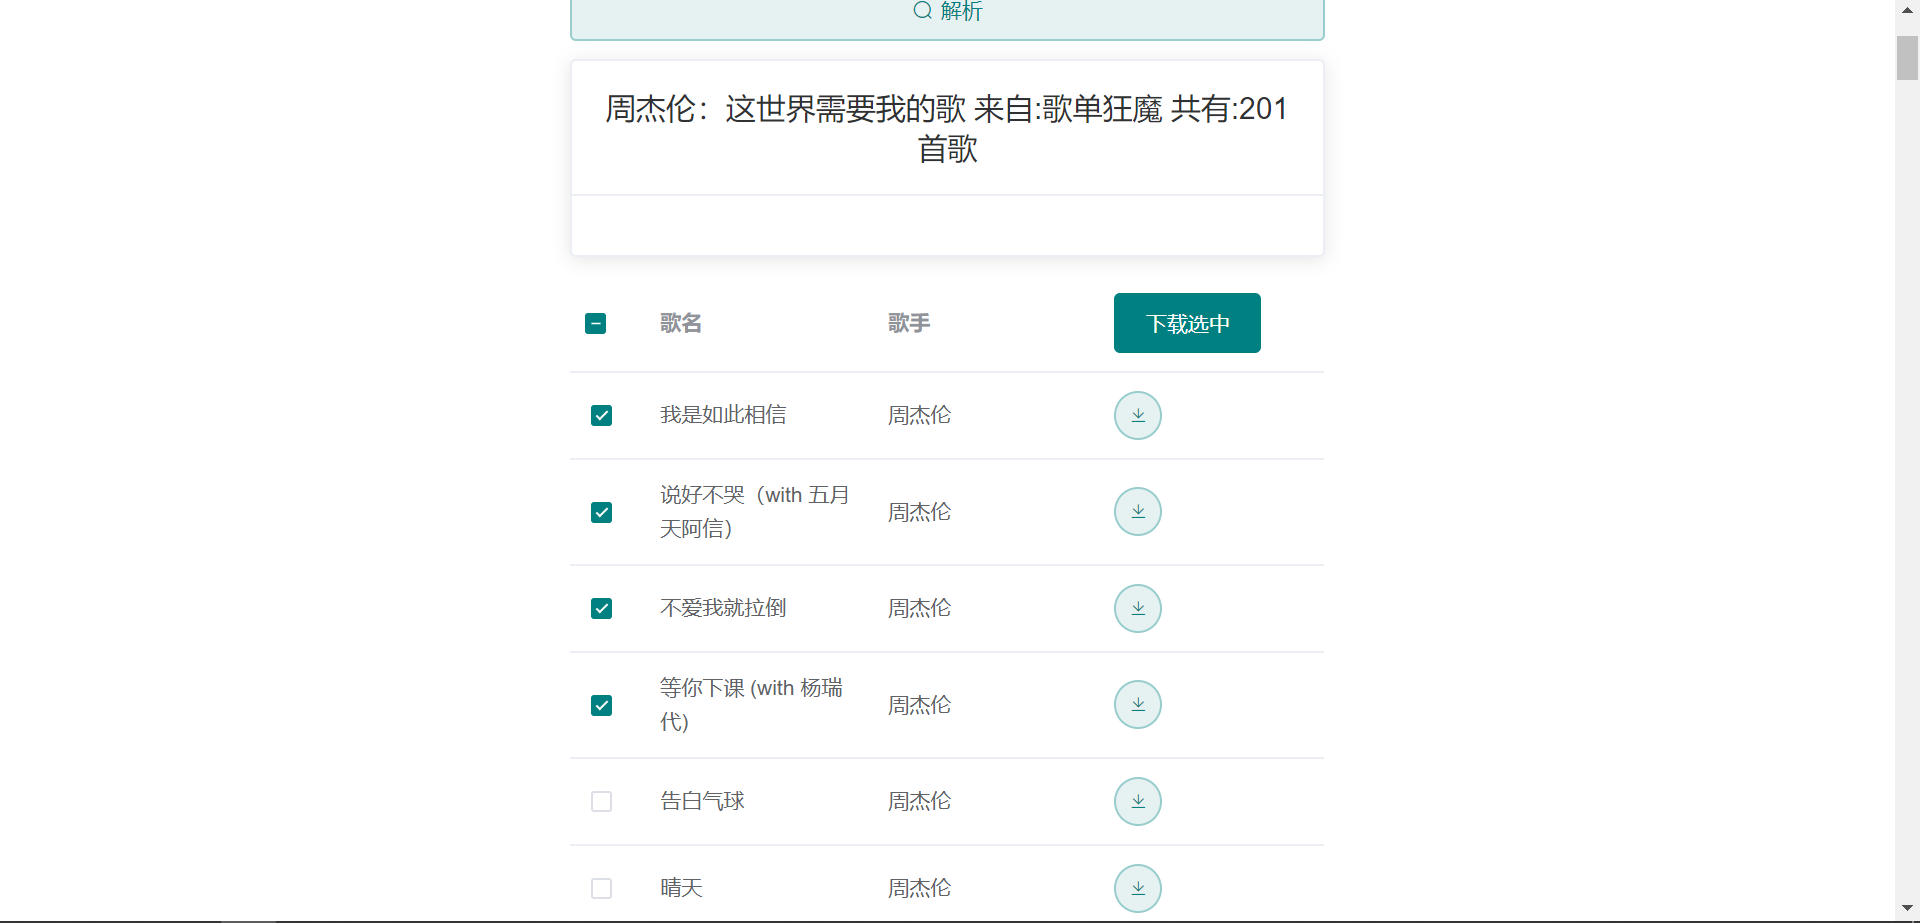 解析
周杰伦：这世界需要我的歌 来自:歌单狂魔 共有:201
首歌
歌名 歌手 下载选中
我是如此相信 周杰伦
说好不哭（with 五月
天阿信） 周杰伦
不爱我就拉倒 周杰伦
等你下课 (with 杨瑞
代) 周杰伦
告白气球 周杰伦
晴天 周杰伦